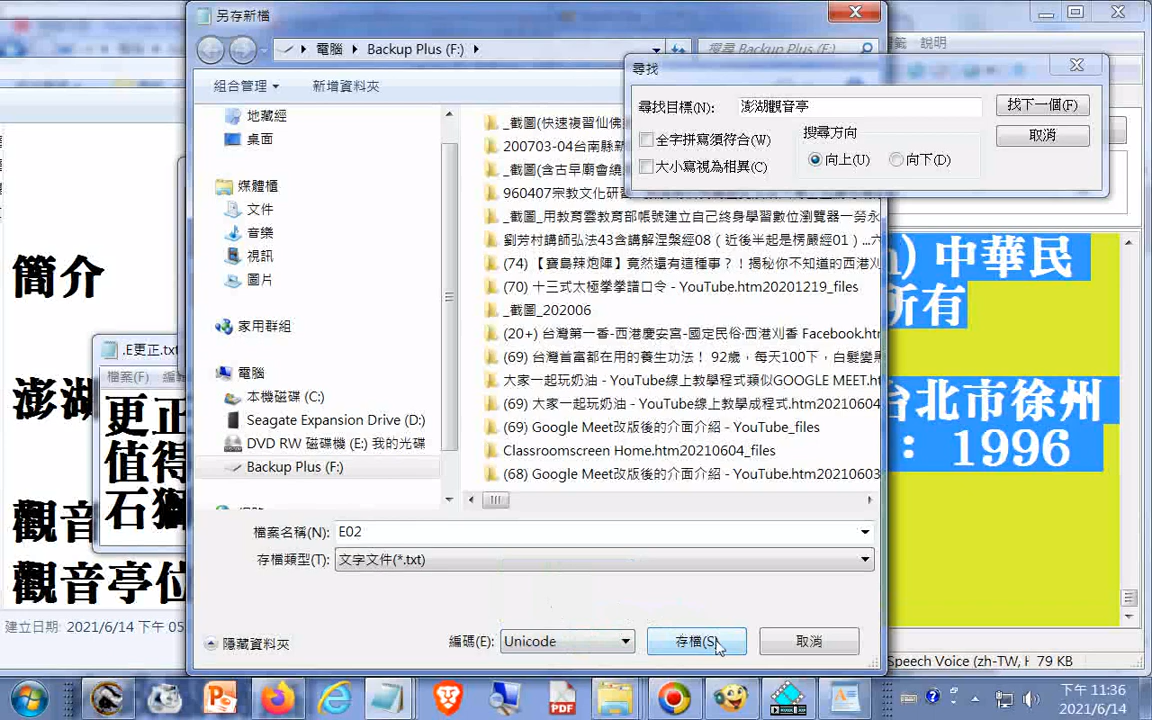 另存新檔
電腦 Backup Plus (F:)
搜尋 Backup Plus (F:)
說明
組合管理
新增資料夾
地藏經
桌面
媒體櫃
文件
音樂
視訊
圖片
家用群組
電腦
本機磁碟 (C:)
Seagate Expansion Drive (D:)
DVD RW 磁碟機 (E:) 我的光碟
Backup Plus (F:)
_截圖(快速複習仙佛
200703-04台南縣新
_截圖(含古早廟會繞
960407宗教文化研習
_截圖_用教育雲教育部帳號建立自己終身學習數位瀏覽器一勞永
劉芳村講師弘法43含講解涅槃經08（近後半起是楞嚴經01）...六
(74) 【寶島辣炮陣】竟然還有這種事？！揭秘你不知道的西港刈
(70) 十三式太極拳拳譜口令 - YouTube.htm20201219_files
_截圖_202006
(20+) 台灣第一香-西港慶安宮-國定民俗‧西港刈香 Facebook.htm
(69) 台灣首富都在用的養生功法！ 92歲，每天100下，白髮變黑
大家一起玩奶油 - YouTube線上教學程式類似GOOGLE MEET.ht
(69) 大家一起玩奶油 - YouTube線上教學成程式.htm20210604
(69) Google Meet改版後的介面介紹 - YouTube_files
Classroomscreen Home.htm20210604_files
(68) Google Meet改版後的介面介紹 - YouTube.htm20210603
檔案名稱(N): E02
存檔類型(T): 文字文件(*.txt)
隱藏資料夾
編碼(E): Unicode
存檔(S)
取消
尋找
尋找目標(N): 澎湖觀音亭
找下一個(F)
全字拼寫須符合(W)
搜尋方向
取消
大小寫視為相異(C)
向上(U) 向下(D)
簡介
澎湖
觀音
觀音亭位
建立日期: 2021/6/14 下午 05
.E更正.txt
檔案(F)
更正
值得
石獅
) 中華民
所有
台北市徐州
: 1996
Speech Voice (zh-TW, H 79 KB
下午 11:36
2021/6/14
PDF